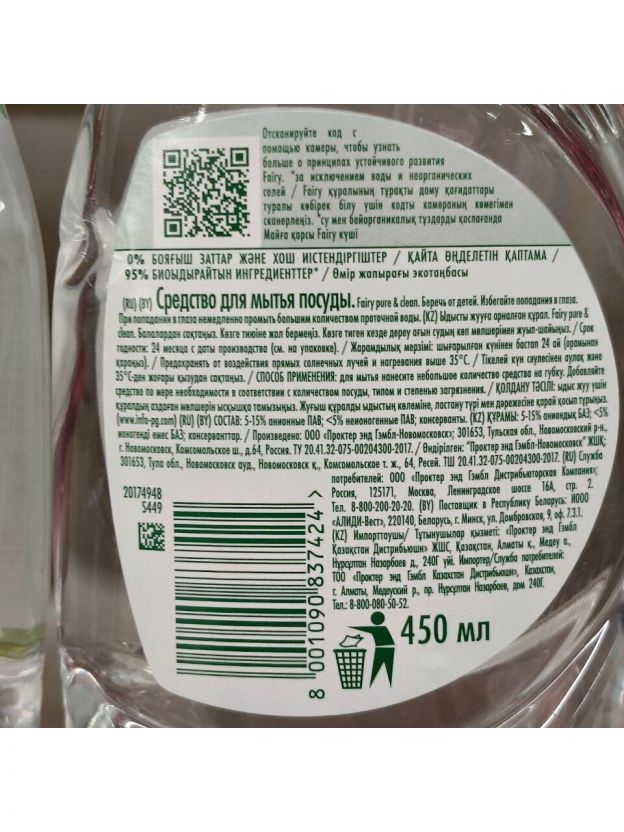 Отсканируйте код с
помощью камеры, чтобы узнать
больше о принципах устойчивого развития
Fairy. *за исключением воды и неорганических
солей / Fairy құралының тұрақты даму қағидаттары
туралы көбірек білу үшін кодты камераның көмегімен
сканерлеңіз. *су мен бейорганикалық тұздарды қоспағанда
Майға қарсы Fairy күші
0% БОЯҒЫШ ЗАТТАР ЖӘНЕ ХОШ ИІСТЕНДІРГІШТЕР / ҚАЙТА ӨҢДЕЛЕТІН ҚАПТАМА /
95% БИОЫДЫРАЙТЫН ИНГРЕДИЕНТТЕР* / Өмір жапырағы экотаңбасы
(RU) (BY) Средство для мытья посуды. Fairy pure & clean. Беречь от детей. Избегайте попадания в глаза.
При попадании в глаза немедленно промыть большим количеством проточной воды. (KZ) Ыдысты жууға арналған құрал. Fairy pure &
clean. Балалардан сақтаңыз. Көзге тиюіне жол бермеңіз. Көзге тиген кезде дереу ағын судың көп мөлшерімен жуып-шайыңыз. / Срок
годности: 24 месяца с даты производства (см. на упаковке). / Жарамдылық мерзімі: шығарылған күнінен бастап 24 ай (орамынан
қараңыз). / Предохранять от воздействия прямых солнечных лучей и нагревания выше 35°C. / Тікелей күн сәулесінен аулақ және
35°C-ден жоғары қызудан сақтаңыз. / СПОСОБ ПРИМЕНЕНИЯ: для мытья нанесите небольшое количество средства на губку. Добавляйте
средство по мере необходимости в соответствии с количеством посуды, типом и степенью загрязнения. / ҚОЛДАНУ ТӘСІЛІ: ыдыс жуу үшін
құралдың аздаған мөлшерін ысқышқа тамызыңыз. Жуғыш құралды ыдыстың көлеміне, ластану түрі мен дәрежесіне қарай қосып тұрыңыз.
(www.info-pg.com) (RU) (BY) СОСТАВ: 5-15% анионные ПАВ; <5% неионогенные ПАВ, консерванты. (KZ) ҚҰРАМЫ: 5-15% аниондық БАЗ; <5%
ионогенді емес БАЗ; консерванттар. / Произведено: ООО «Проктер энд Гэмбл-Новомосковск»; 301653, Тульская обл., Новомосковский р-н.,
г. Новомосковск, Комсомольское ш., д.64, Россия, ТУ 20.41.32-075-00204300-2017. / Өндірілген: "Проктер энд Гэмбл-Новомосковск" ЖШҚ;
301653, Тула обл., Новомосковск ауд., Новомосковск қ., Комсомольское т. ж., 64, Ресей. ТШ 20.41.32-075-00204300-2017. (RU) Служба
потребителей: ООО «Проктер энд Гэмбл Дистрибьюторская Компания»;
Россия, 125171, Москва, Ленинградское шоссе 16А, стр. 2.
Тел. 8-800-200-20-20. (BY) Поставщик в Республику Беларусь: ИООО
«АЛИДИ-Вест», 220140, Беларусь, г. Минск, ул. Домбровская, 9, оф. 7.3.1.
(KZ) Импорттаушы/ Тұтынушылар қызметі: «Проктер энд Гэмбл
Қазақстан Дистрибьюшн» ЖШС, Қазақстан, Алматы қ., Медеу а.,
Нұрсұлтан Назарбаев д., 240Г үйі. Импортер/Служба потребителей:
ТОО «Проктер энд Гэмбл Казахстан Дистрибьюшн», Казахстан,
г. Алматы, Медеуский р., пр. Нұрсұлтан Назарбаев, дом 240Г.
Тел.: 8-800-080-50-52.
20174948
S449
8 001090 837424 >
450 мл